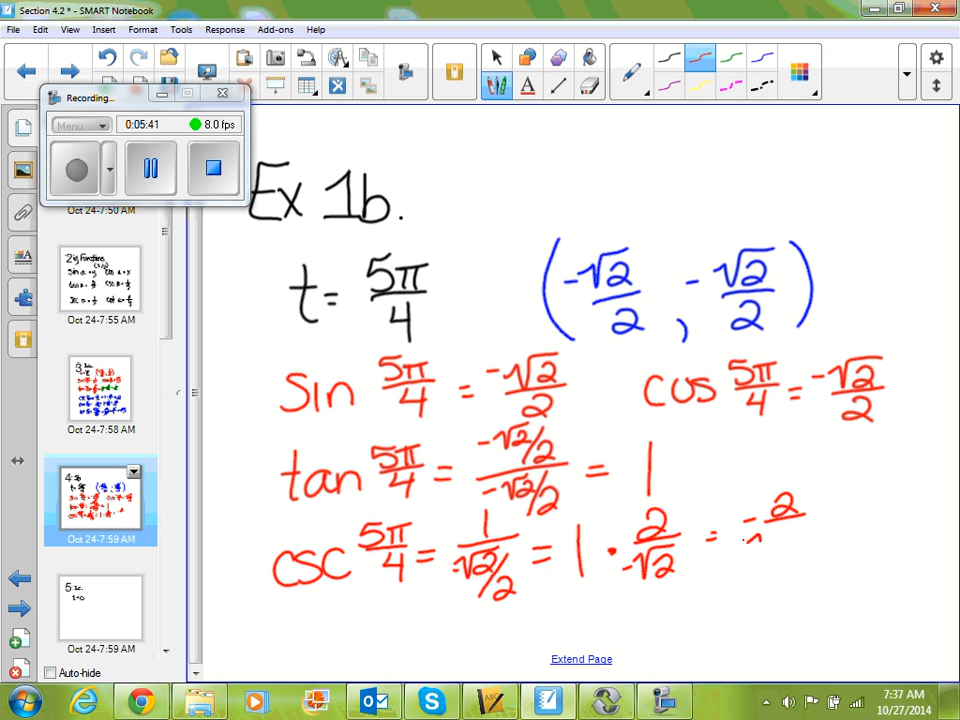 Section 4.2 * - SMART Notebook
File Edit View Insert Format Tools Requests Add-ons Help
Recording...
Menu 0:05:41 8.0 fps
Oct 24-7:50 AM
Oct 24-7:55 AM
Oct 24-7:58 AM
Oct 24-7:59 AM
Oct 24-7:59 AM
Auto-hide
Ex 1b.
t = 5π/4 (-√2/2, -√2/2)
sin 5π/4 = -√2/2 cos 5π/4 = -√2/2
tan 5π/4 = (-√2/2)/(-√2/2) = 1
csc 5π/4 = 1/(-√2/2) = 1 · 2/-√2 = - 2
Extend Page
7:37 AM
10/27/2014